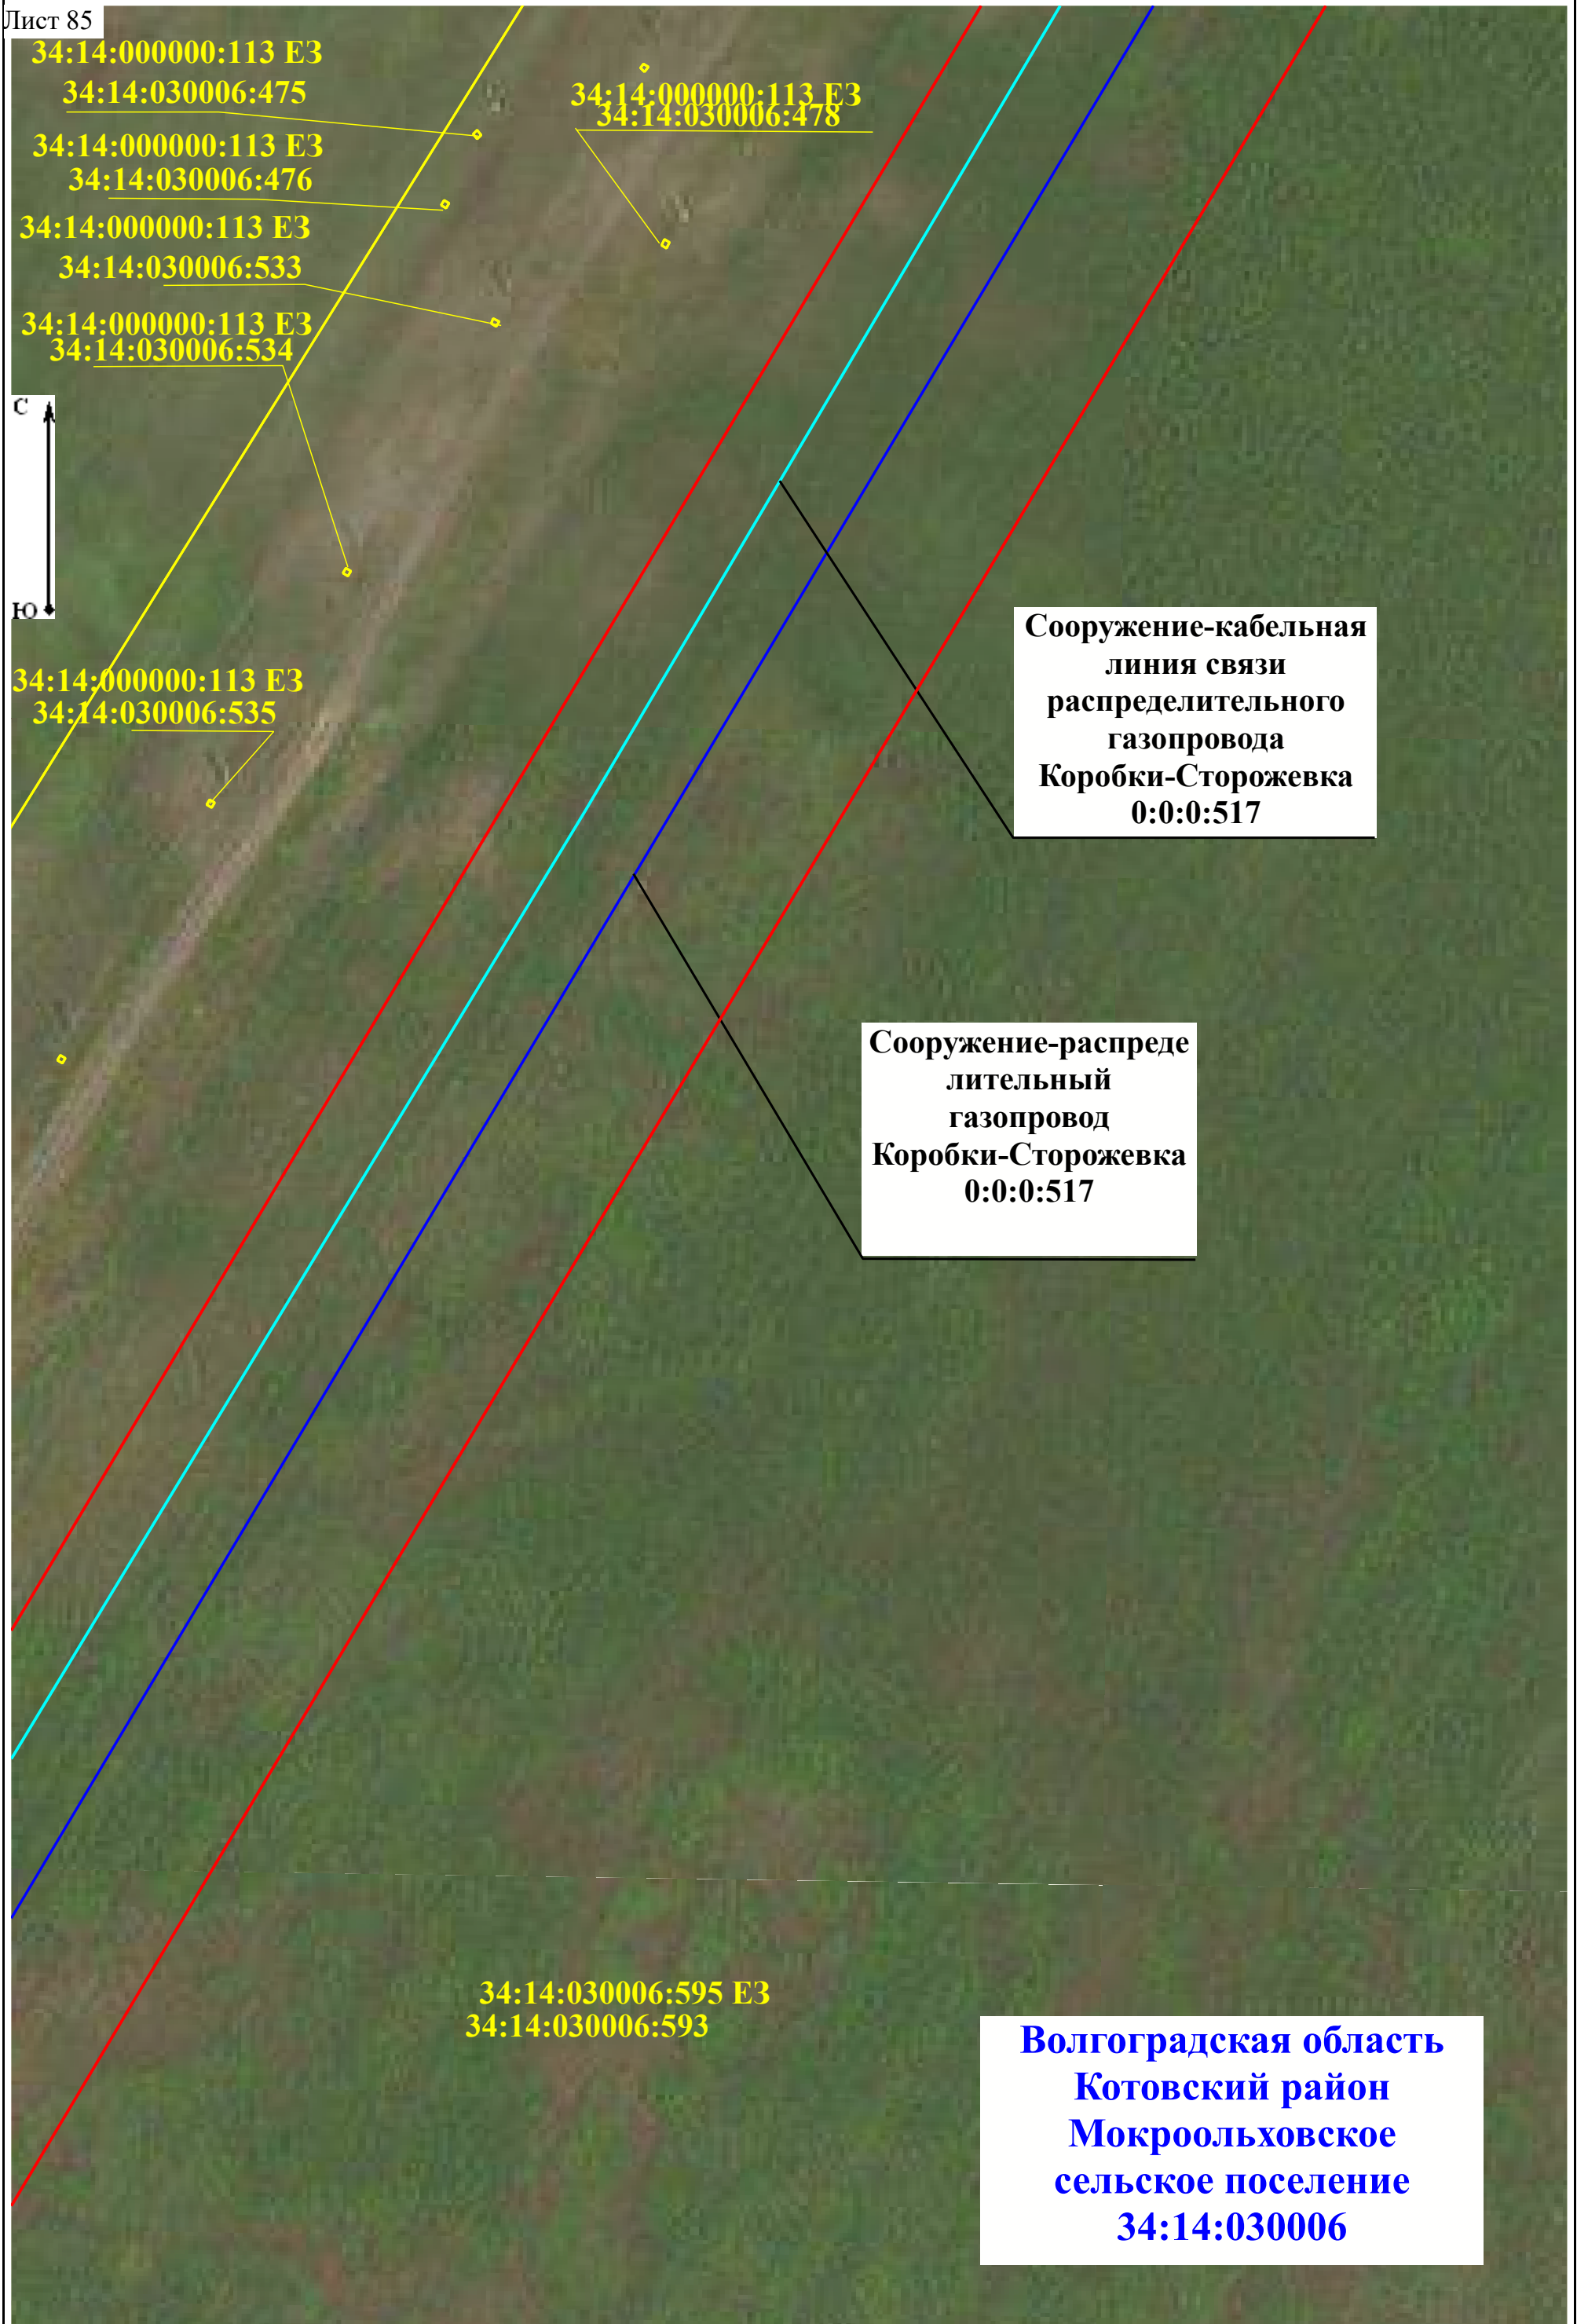 Лист 85
34:14:000000:113 ЕЗ
34:14:030006:475
34:14:000000:113 ЕЗ
34:14:030006:478
34:14:000000:113 ЕЗ
34:14:030006:476
34:14:000000:113 ЕЗ
34:14:030006:533
34:14:000000:113 ЕЗ
34:14:030006:534
С
Ю
34:14:000000:113 ЕЗ
34:14:030006:535
Сооружение-кабельная
линия связи
распределительного
газопровода
Коробки-Сторожевка
0:0:0:517
Сооружение-распреде
лительный
газопровод
Коробки-Сторожевка
0:0:0:517
34:14:030006:595 ЕЗ
34:14:030006:593
Волгоградская область
Котовский район
Мокроольховское
сельское поселение
34:14:030006